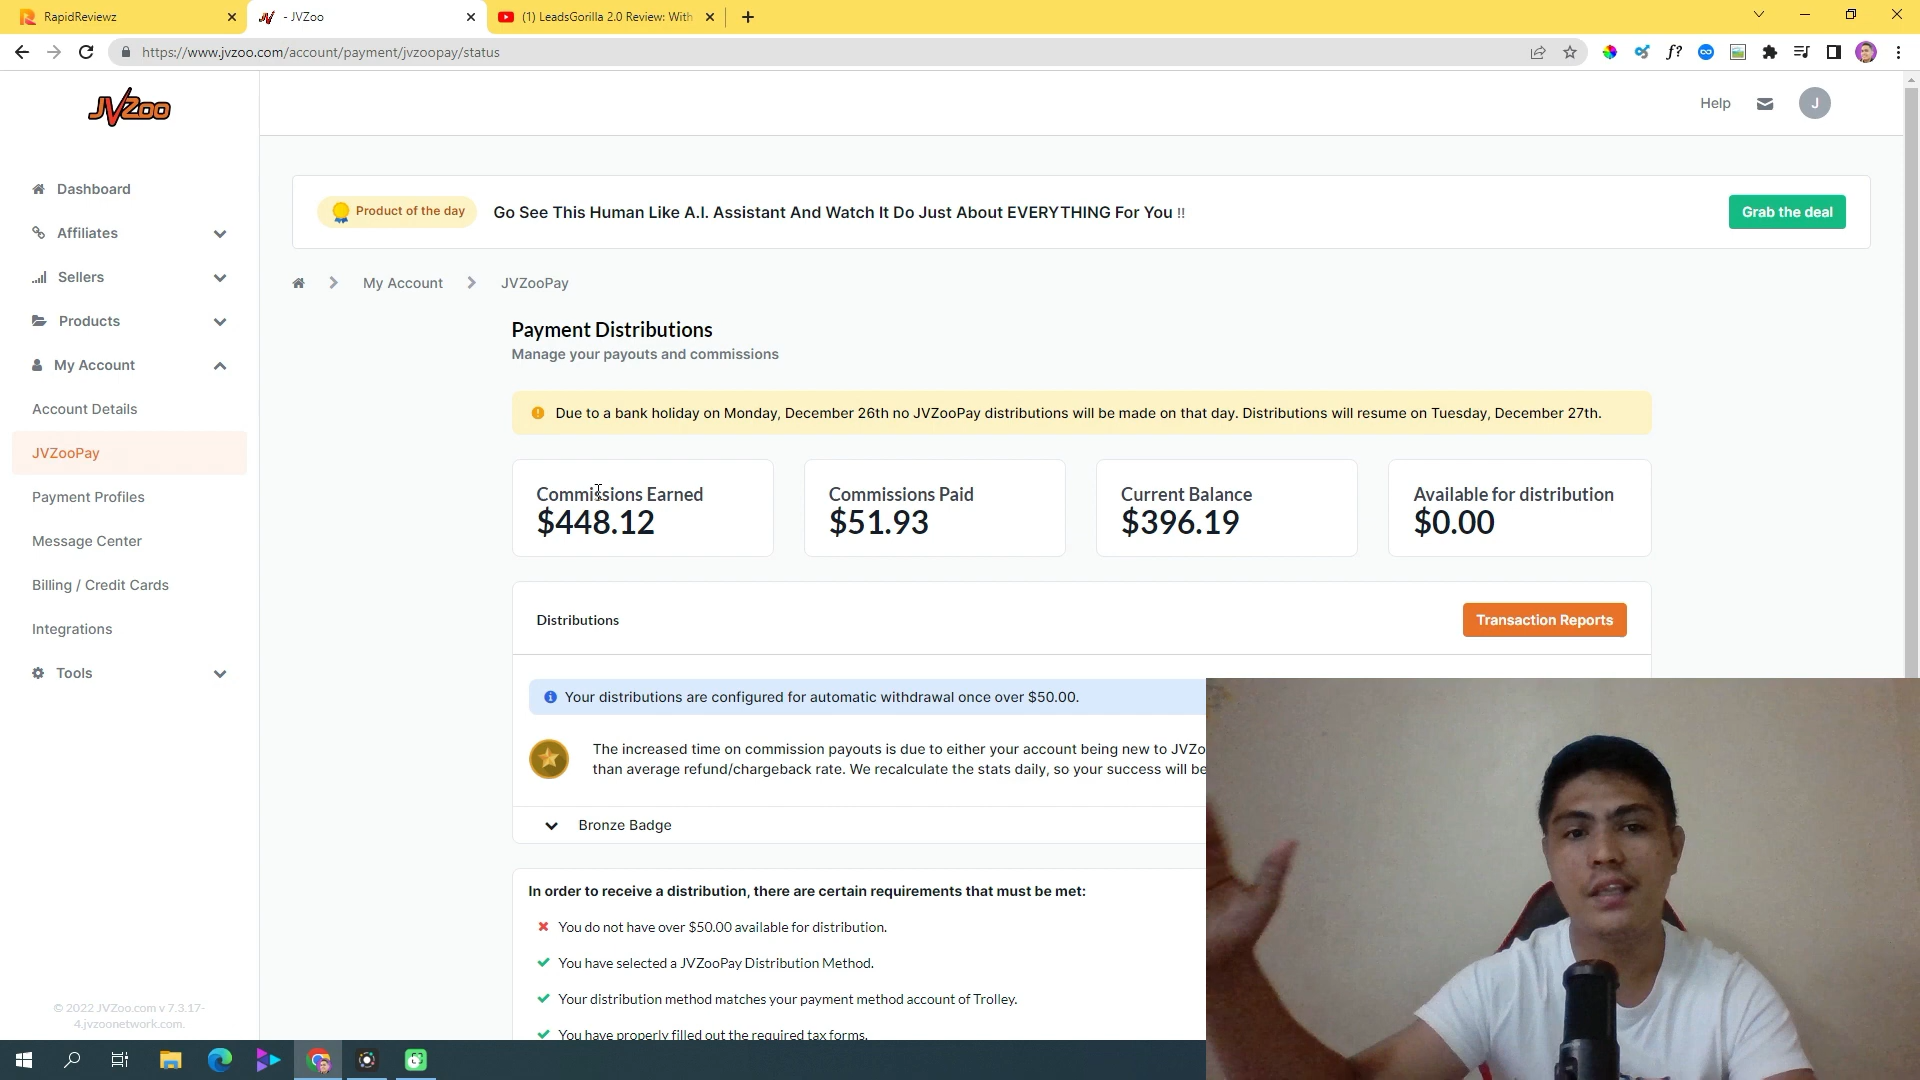 RapidReviewz
- JVZoo
(1) LeadsGorilla 2.0 Review: With
https://www.jvzoo.com/account/payment/jvzoopay/status
f?
JVZoo
Help
J
Dashboard
Affiliates
Sellers
Products
My Account
Account Details
JVZooPay
Payment Profiles
Message Center
Billing / Credit Cards
Integrations
Tools
© 2022 JVZoo.com v 7.3.17-
4.jvzoonetwork.com.
Product of the day
Go See This Human Like A.I. Assistant And Watch It Do Just About EVERYTHING For You !!
Grab the deal
My Account
JVZooPay
Payment Distributions
Manage your payouts and commissions
Due to a bank holiday on Monday, December 26th no JVZooPay distributions will be made on that day. Distributions will resume on Tuesday, December 27th.
Commissions Earned
$448.12
Commissions Paid
$51.93
Current Balance
$396.19
Available for distribution
$0.00
Distributions
Transaction Reports
Your distributions are configured for automatic withdrawal once over $50.00.
The increased time on commission payouts is due to either your account being new to JVZo
than average refund/chargeback rate. We recalculate the stats daily, so your success will be
Bronze Badge
In order to receive a distribution, there are certain requirements that must be met:
You do not have over $50.00 available for distribution.
You have selected a JVZooPay Distribution Method.
Your distribution method matches your payment method account of Trolley.
You have properly filled out the required tax forms.